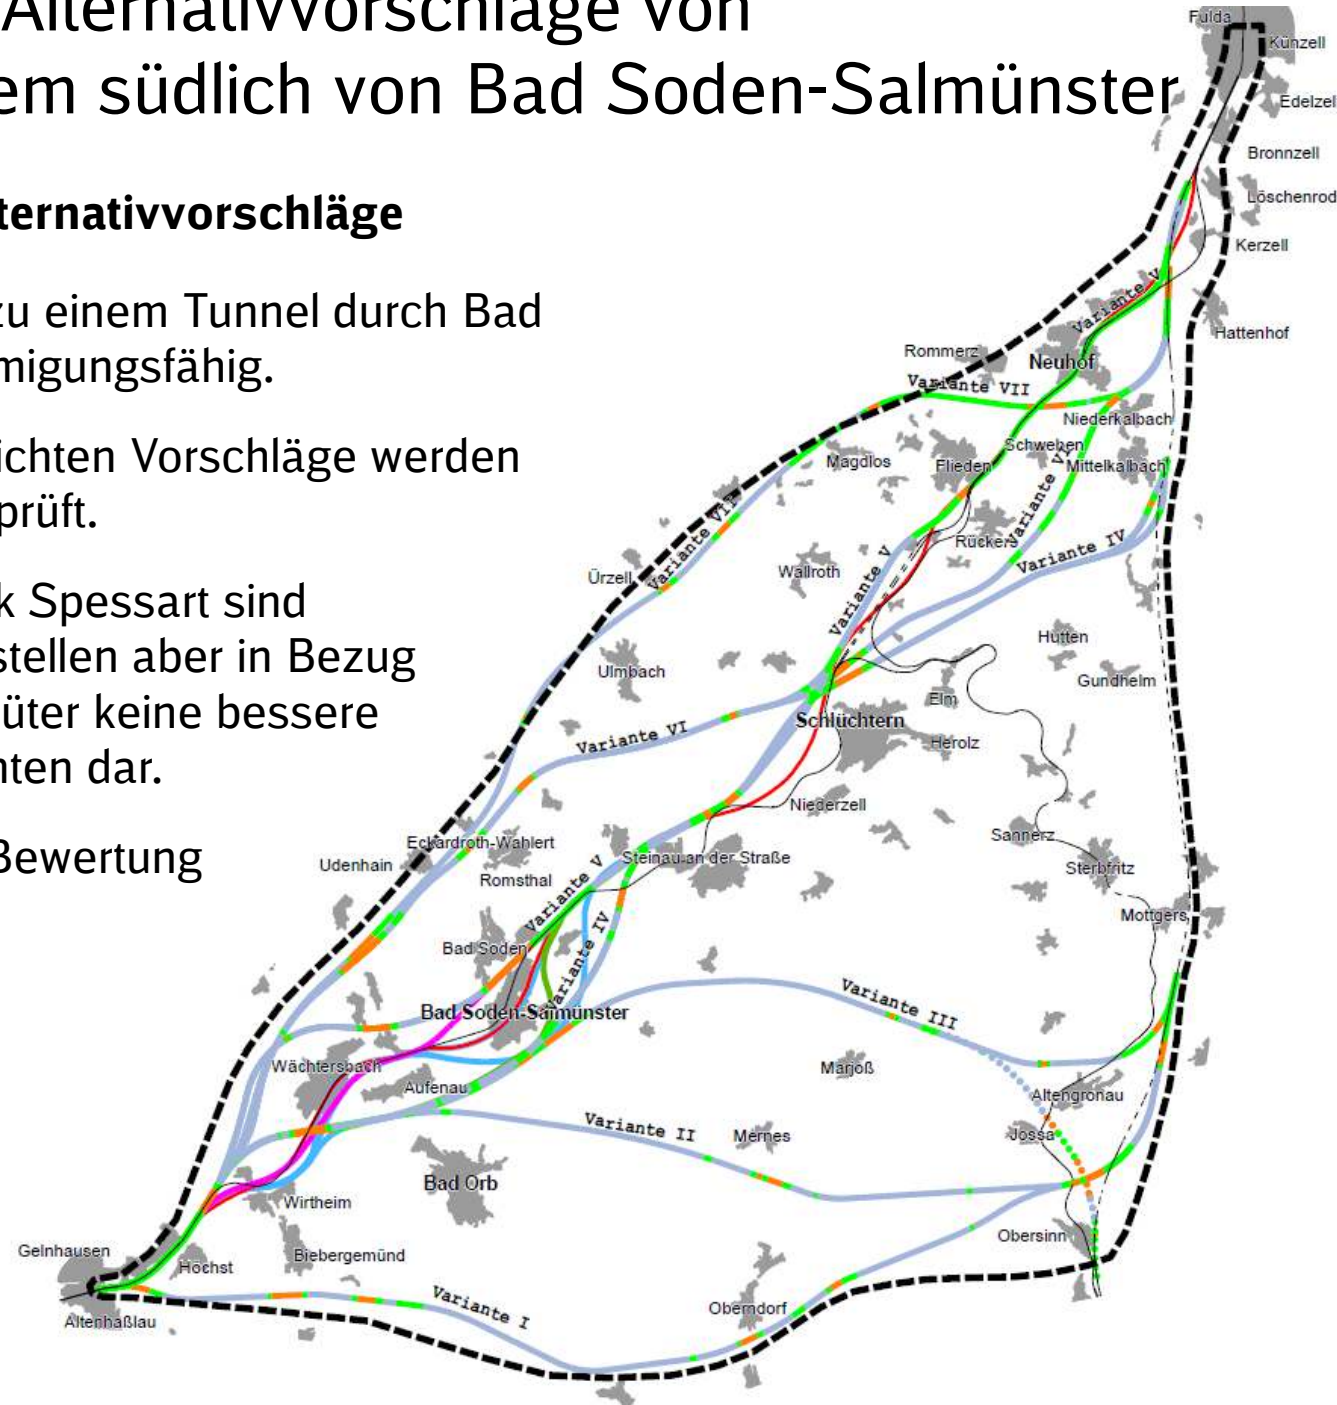 Alternativvorschläge von
em südlich von Bad Soden-Salmünster
ternativvorschläge
zu einem Tunnel durch Bad
migungsfähig.
ichten Vorschläge werden
prüft.
k Spessart sind
stellen aber in Bezug
üter keine bessere
nten dar.
Bewertung
Fulda
Künzell
Edelzel
Bronnzell
Löschenrod
Kerzell
Hattenhof
Variante V
Rommerz
Neuhof
Variante VII
Niederkalbach
Schweben
Magdlos
Flieden
Mittelkalbach
Variante VI
Variante VII
Rückers
Variante IV
Ürzell
Wallroth
Variante V
Hutten
Ulmbach
Gundhelm
Elm
Schlüchtern
Variante VI
Herolz
Niederzell
Sannerz
Eckardroth-Wahlert
Udenhain
Steinau an der Straße
Sterbfritz
Romsthal
Variante V
Mottgers
Bad Soden
Variante IV
Variante III
Bad Soden-Salmünster
Wächtersbach
Marjoß
Aufenau
Altengronau
Variante II
Mernes
Jossa
Bad Orb
Wirtheim
Obersinn
Gelnhausen
Höchst
Biebergemünd
Variante I
Oberndorf
Altenhaßlau